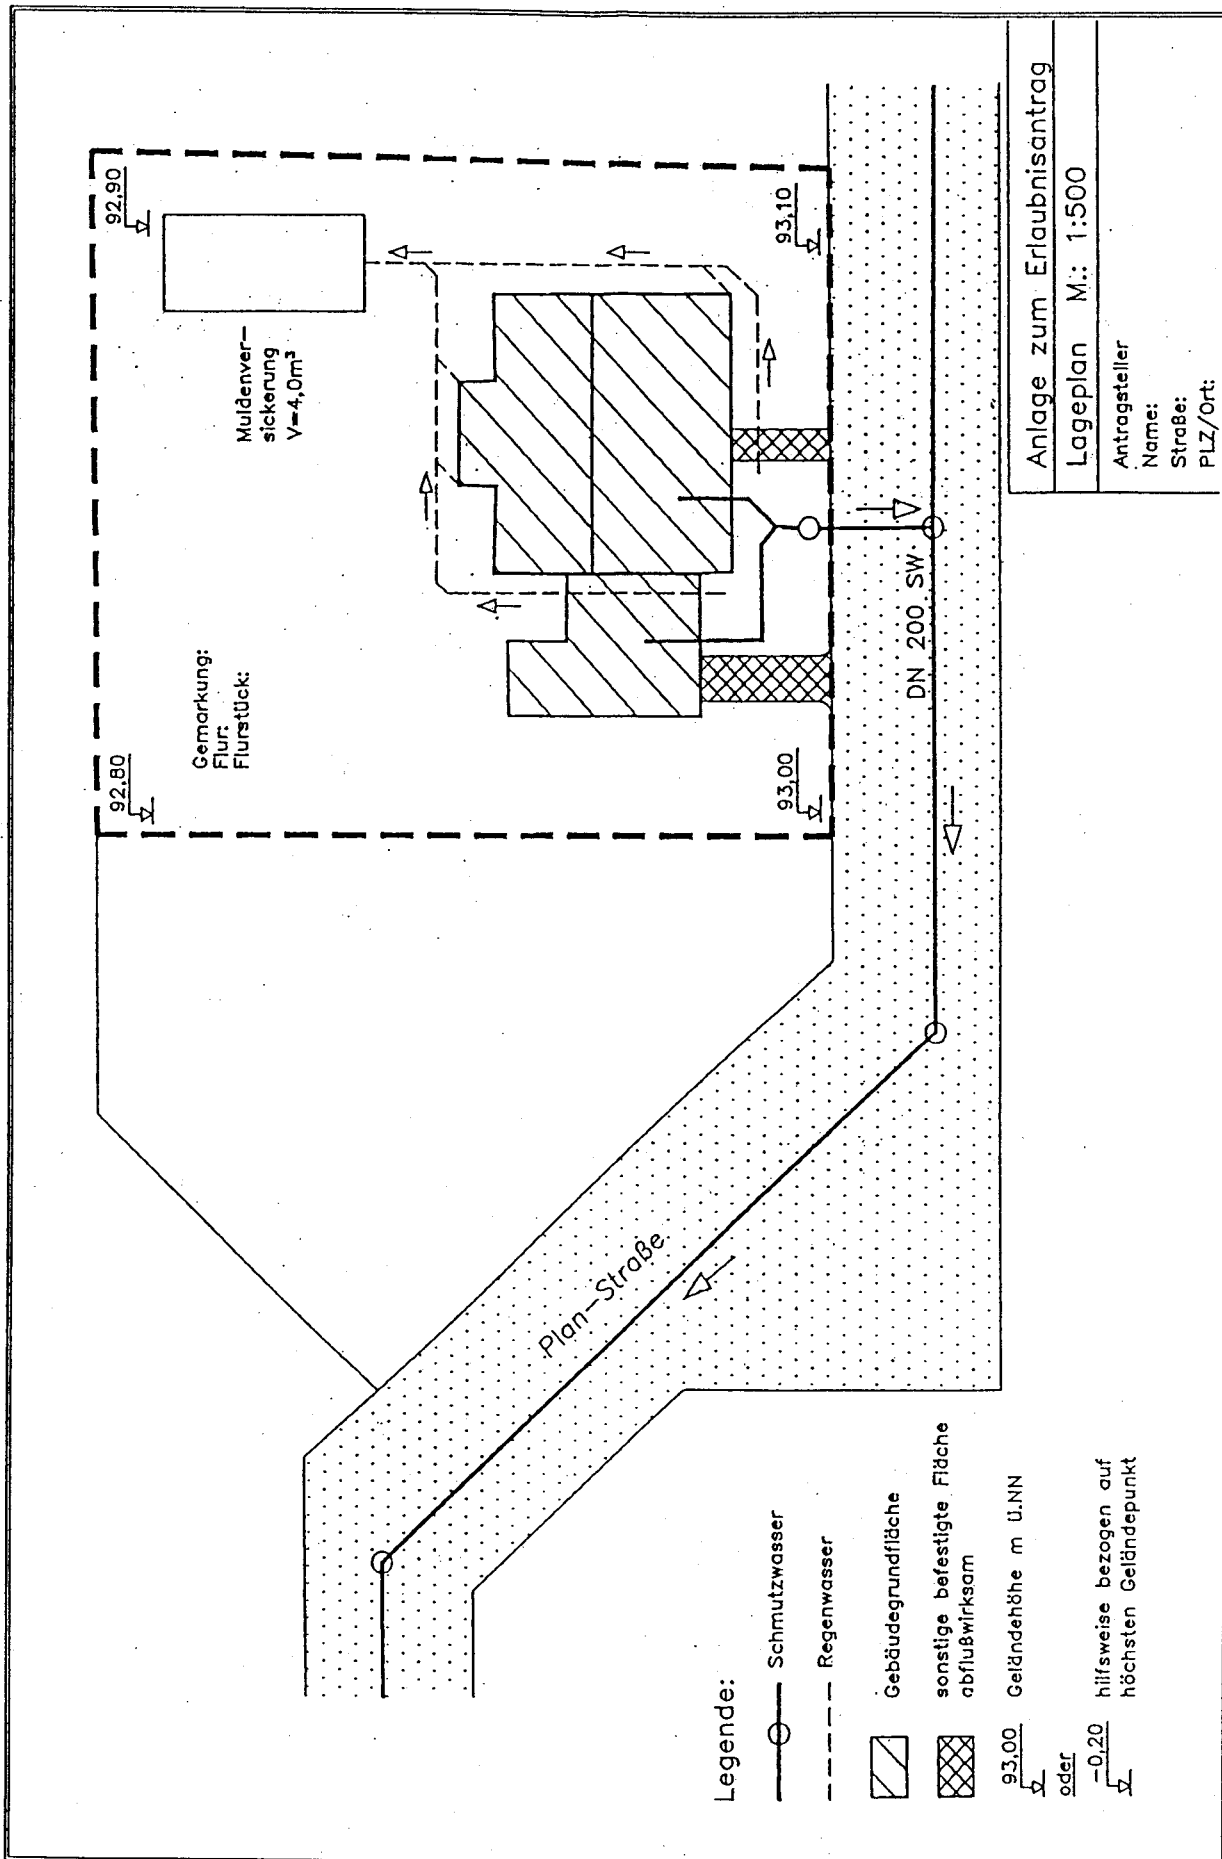 92,80
92,90
Gemarkung:
Flur:
Flurstück:
Muldenver-
sickerung
V=4,0m³
93,00
93,10
DN 200 SW
Plan-Straße
Legende:
Schmutzwasser
Regenwasser
Gebäudegrundfläche
sonstige befestigte Fläche
abflußwirksam
93,00 Geländehöhe m ü.NN
oder
-0,20 hilfsweise bezogen auf
höchsten Geländepunkt
Anlage zum Erlaubnisantrag
Lageplan M.: 1:500
Antragsteller
Name:
Straße:
PLZ/Ort: